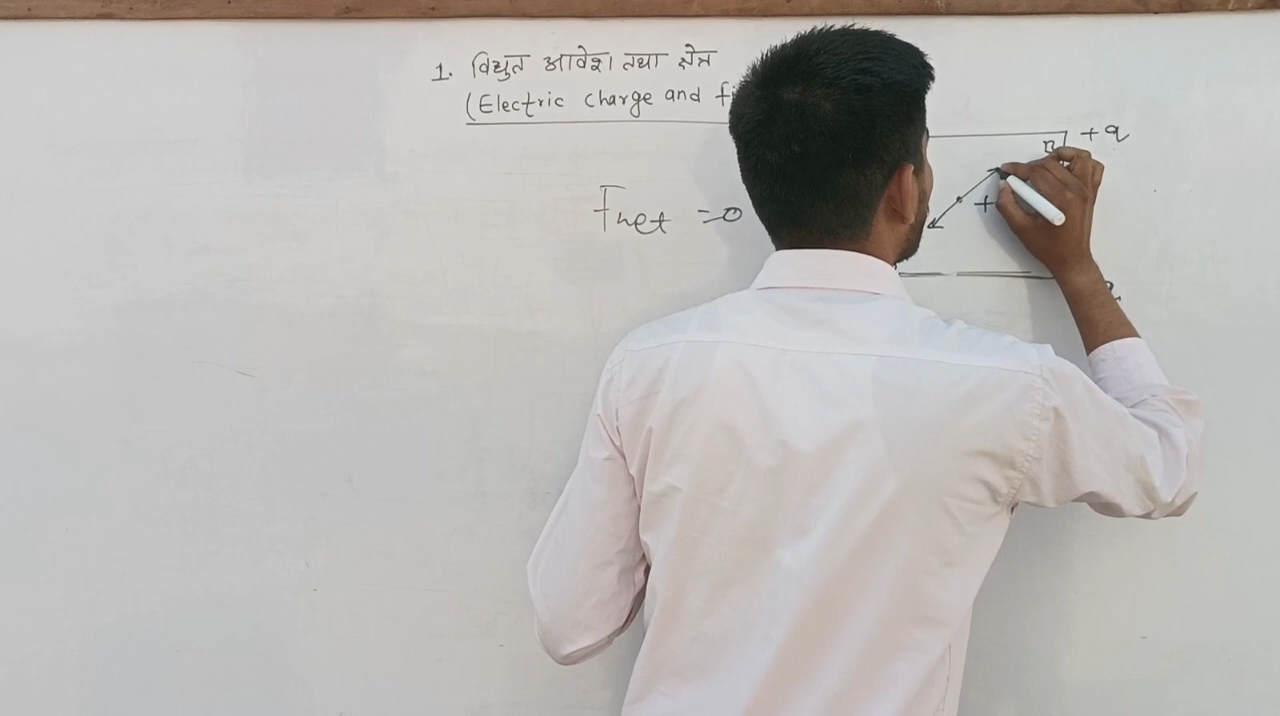 1. विद्युत आवेश तथा क्षेत्र
(Electric charge and
+q
B
Fnet =0
+